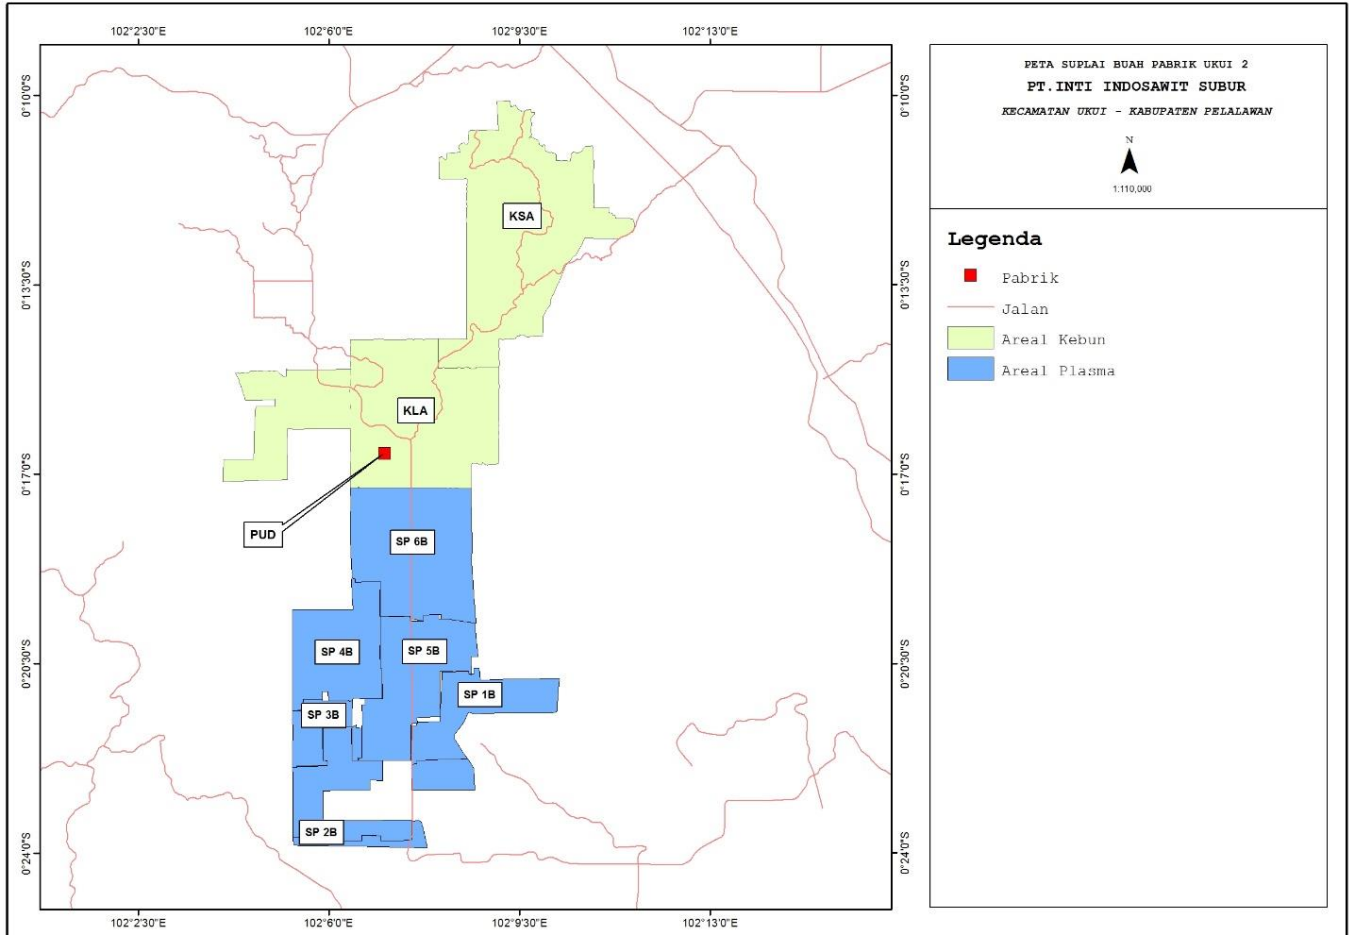 102°2'30"E 102°6'0"E 102°9'30"E 102°13'0"E
0°10'0"S 0°10'0"S
0°13'30"S 0°13'30"S
0°17'0"S 0°17'0"S
0°20'30"S 0°20'30"S
0°24'0"S 0°24'0"S
KSA
KLA
PUD
SP 6B
SP 4B
SP 5B
SP 1B
SP 3B
SP 2B
102°2'30"E 102°6'0"E 102°9'30"E 102°13'0"E
PETA SUPLAI BUAH PABRIK UKUI 2
PT.INTI INDOSAWIT SUBUR
KECAMATAN UKUI - KABUPATEN PELALAWAN
N
1:110,000
Legenda
Pabrik
Jalan
Areal Kebun
Areal Plasma